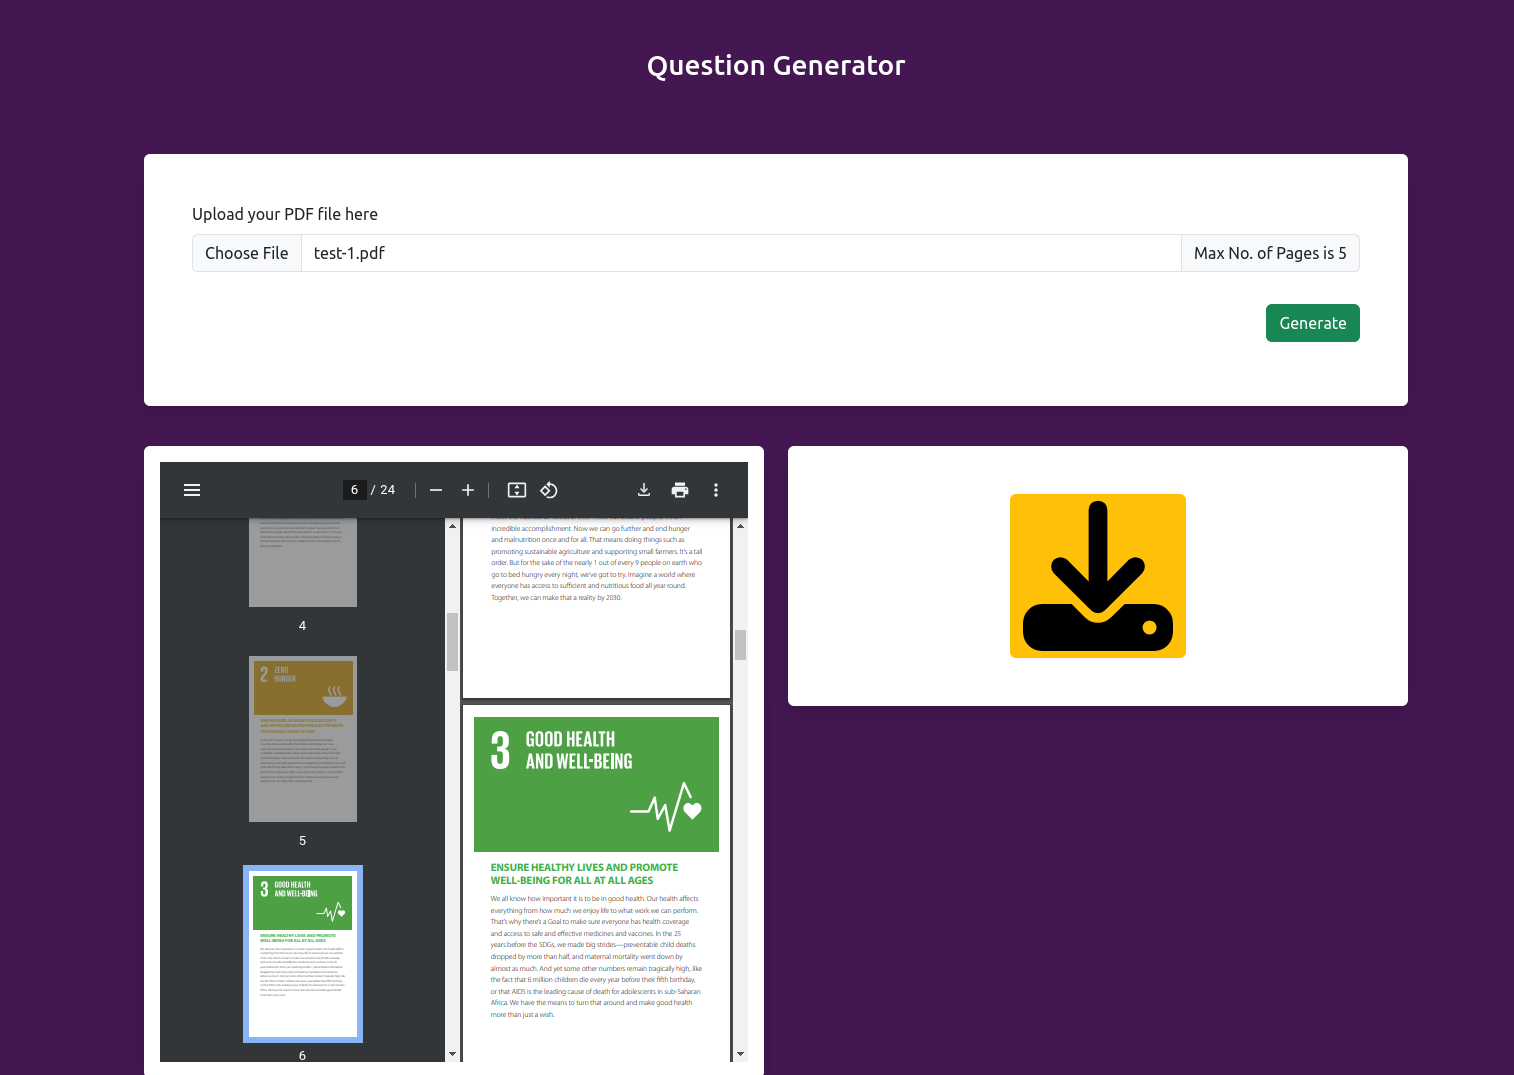 Question Generator
Upload your PDF file here
Choose File
test-1.pdf
Max No. of Pages is 5
Generate
6 / 24
4
2 ZERO
HUNGER
5
3 GOOD HEALTH
AND WELL-BEING
ENSURE HEALTHY LIVES AND PROMOTE
WELL-BEING FOR ALL AT ALL AGES
6
incredible accomplishment. Now we can go further and end hunger
and malnutrition once and for all. That means doing things such as
promoting sustainable agriculture and supporting small farmers. It's a tall
order. But for the sake of the nearly 1 out of every 9 people on earth who
go to bed hungry every night, we've got to try. Imagine a world where
everyone has access to sufficient and nutritious food all year round.
Together, we can make that a reality by 2030.
3 GOOD HEALTH
AND WELL-BEING
ENSURE HEALTHY LIVES AND PROMOTE
WELL-BEING FOR ALL AT ALL AGES
We all know how important it is to be in good health. Our health affects
everything from how much we enjoy life to what work we can perform.
That's why there's a Goal to make sure everyone has health coverage
and access to safe and effective medicines and vaccines. In the 25
years before the SDGs, we made big strides—preventable child deaths
dropped by more than half, and maternal mortality went down by
almost as much. And yet some other numbers remain tragically high, like
the fact that 6 million children die every year before their fifth birthday,
or that AIDS is the leading cause of death for adolescents in sub-Saharan
Africa. We have the means to turn that around and make good health
more than just a wish.